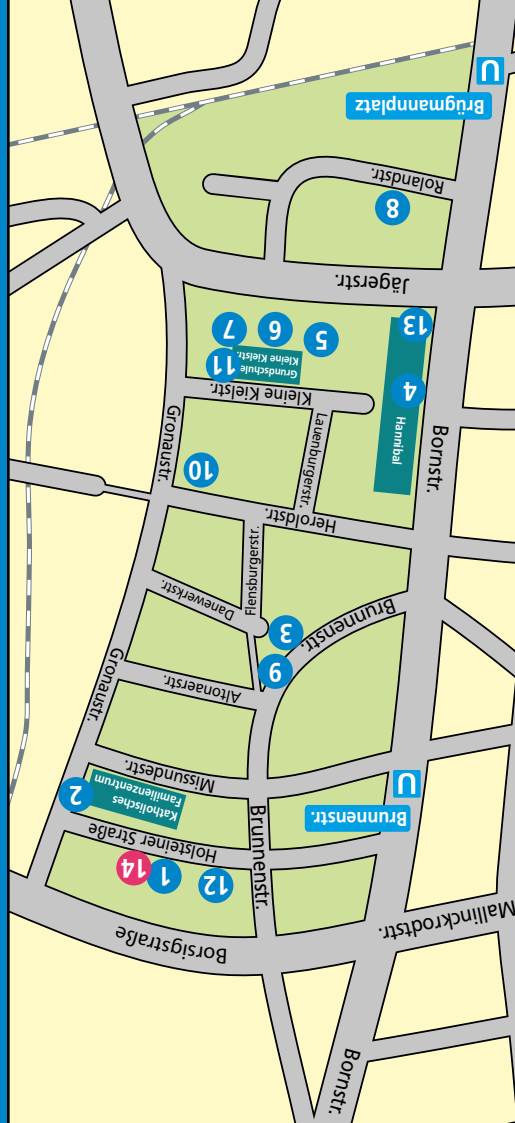 Bornstr.
Mallinckrodtstr.
Borsigstraße
12
1
14
Holsteiner Straße
Brunnenstr.
U
Brunnenstr.
Katholisches
Familienzentrum
2
Missundestr.
Altonaerstr.
Gronaustr.
9
3
Brunnenstr.
Danewerkstr.
Flensburgerstr.
Heroldstr.
10
Bornstr.
Hannibal
4
13
Lauenburgerstr.
Kleine Kielstr.
Gronaustr.
Grundschule
Kleine Kielstr.
11
5
6
7
Jägerstr.
8
Rolandstr.
Brügmannplatz
U